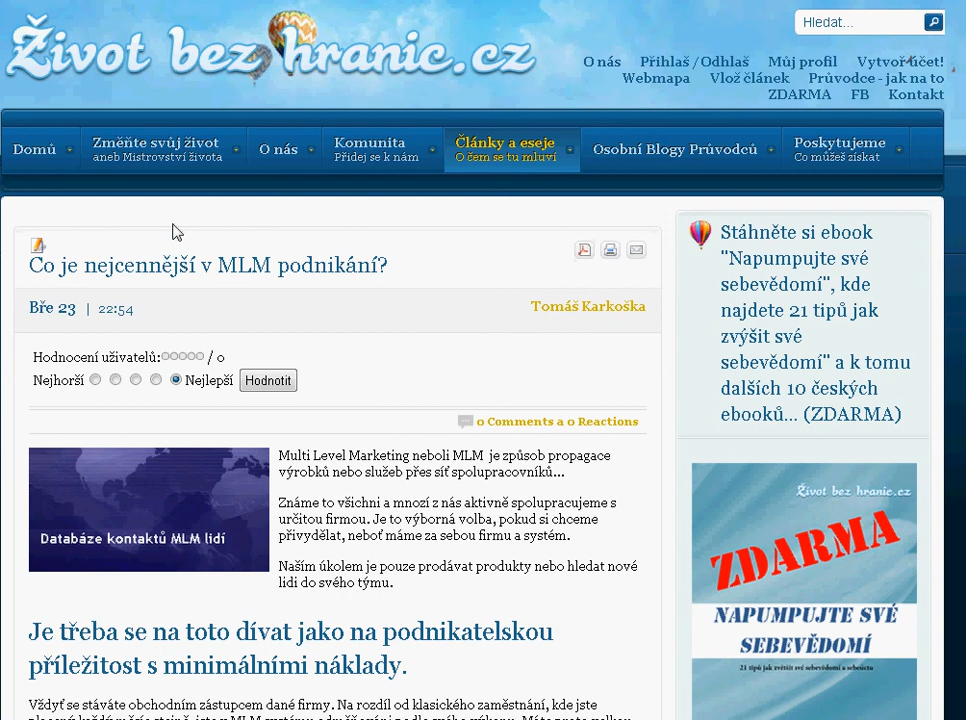 Život bez hranic.cz
Hledat...
O nás Přihlaš /Odhlaš Můj profil Vytvoř účet!
Webmapa Vlož článek Průvodce - jak na to
ZDARMA FB Kontakt
Domů
Změňte svůj život
aneb Mistrovství života
O nás
Komunita
Přidej se k nám
Články a eseje
O čem se tu mluví
Osobní Blogy Průvodců
Poskytujeme
Co můžeš získat
Co je nejcennější v MLM podnikání?
Bře 23 | 22:54
Tomáš Karkoška
Hodnocení uživatelů: / 0
Nejhorší Nejlepší Hodnotit
0 Comments a 0 Reactions
Databáze kontaktů MLM lidí
Multi Level Marketing neboli MLM je způsob propagace
výrobků nebo služeb přes síť spolupracovníků...
Známe to všichni a mnozí z nás aktivně spolupracujeme s
určitou firmou. Je to výborná volba, pokud si chceme
přivydělat, neboť máme za sebou firmu a systém.
Naším úkolem je pouze prodávat produkty nebo hledat nové
lidi do svého týmu.
Je třeba se na toto dívat jako na podnikatelskou
příležitost s minimálními náklady.
Vždyť se stáváte obchodním zástupcem dané firmy. Na rozdíl od klasického zaměstnání, kde jste
Stáhněte si ebook
"Napumpujte své
sebevědomí", kde
najdete 21 tipů jak
zvýšit své
sebevědomí" a k tomu
dalších 10 českých
ebooků... (ZDARMA)
Život bez hranic.cz
ZDARMA
NAPUMPUJTE SVÉ
SEBEVĚDOMÍ
21 tipů jak zvětšit své sebevědomí a sebeúctu